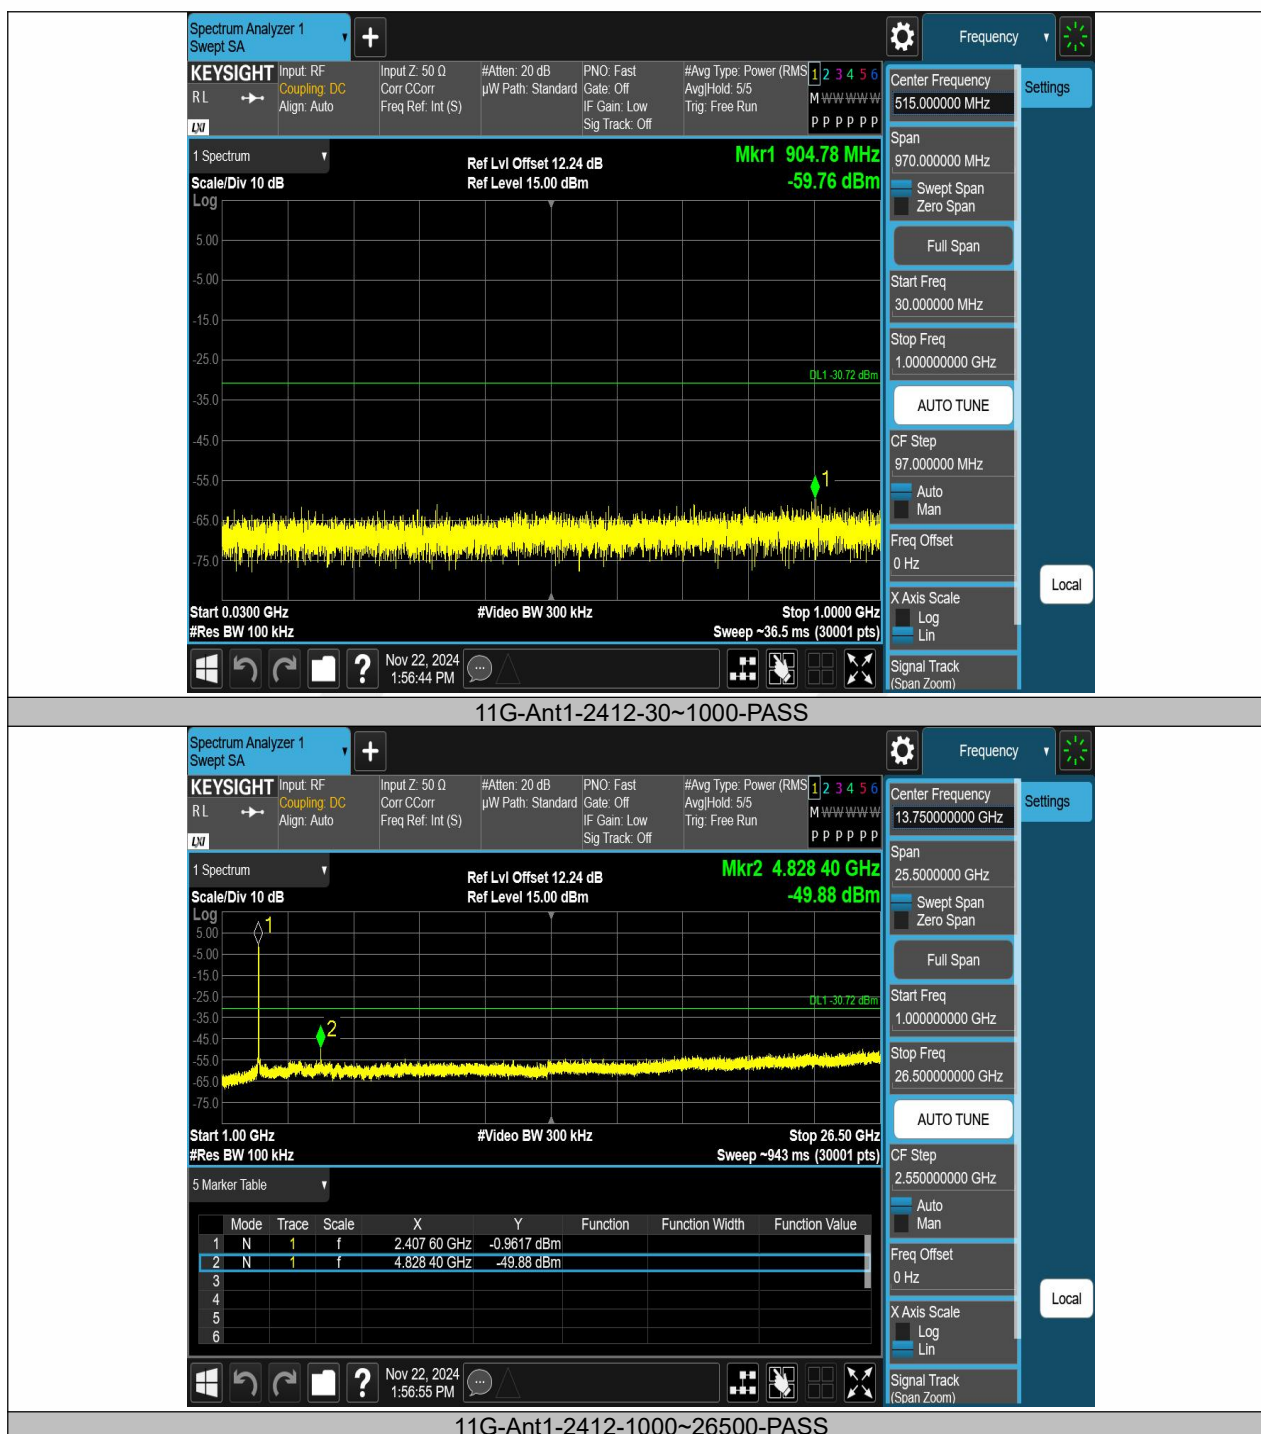 Spectrum Analyzer 1
Swept SA
Frequency
KEYSIGHT
RL
LXI
Input: RF
Coupling: DC
Align: Auto
Input Z: 50 Ω
Corr CCorr
Freq Ref: Int (S)
#Atten: 20 dB
µW Path: Standard
PNO: Fast
Gate: Off
IF Gain: Low
Sig Track: Off
#Avg Type: Power (RMS
Avg|Hold: 5/5
Trig: Free Run
1 2 3 4 5 6
M W W W W W
P P P P P P
1 Spectrum
Scale/Div 10 dB
Log
Ref Lvl Offset 12.24 dB
Ref Level 15.00 dBm
Mkr1 904.78 MHz
-59.76 dBm
5.00
-5.00
-15.0
-25.0
DL1 -30.72 dBm
-35.0
-45.0
-55.0
1
-65.0
-75.0
Start 0.0300 GHz
#Res BW 100 kHz
#Video BW 300 kHz
Stop 1.0000 GHz
Sweep ~36.5 ms (30001 pts)
Nov 22, 2024
1:56:44 PM
Center Frequency
515.000000 MHz
Settings
Span
970.000000 MHz
Swept Span
Zero Span
Full Span
Start Freq
30.000000 MHz
Stop Freq
1.000000000 GHz
AUTO TUNE
CF Step
97.000000 MHz
Auto
Man
Freq Offset
0 Hz
Local
X Axis Scale
Log
Lin
Signal Track
(Span Zoom)
11G-Ant1-2412-30~1000-PASS
Spectrum Analyzer 1
Swept SA
Frequency
KEYSIGHT
RL
LXI
Input: RF
Coupling: DC
Align: Auto
Input Z: 50 Ω
Corr CCorr
Freq Ref: Int (S)
#Atten: 20 dB
µW Path: Standard
PNO: Fast
Gate: Off
IF Gain: Low
Sig Track: Off
#Avg Type: Power (RMS
Avg|Hold: 5/5
Trig: Free Run
1 2 3 4 5 6
M W W W W W
P P P P P P
1 Spectrum
Scale/Div 10 dB
Log
Ref Lvl Offset 12.24 dB
Ref Level 15.00 dBm
Mkr2 4.828 40 GHz
-49.88 dBm
1
5.00
-5.00
-15.0
-25.0
DL1 -30.72 dBm
-35.0
2
-45.0
-55.0
-65.0
-75.0
Start 1.00 GHz
#Res BW 100 kHz
#Video BW 300 kHz
Stop 26.50 GHz
Sweep ~943 ms (30001 pts)
5 Marker Table
Mode Trace Scale X Y Function Function Width Function Value
1 N 1 f 2.407 60 GHz -0.9617 dBm
2 N 1 f 4.828 40 GHz -49.88 dBm
3
4
5
6
Nov 22, 2024
1:56:55 PM
Center Frequency
13.750000000 GHz
Settings
Span
25.5000000 GHz
Swept Span
Zero Span
Full Span
Start Freq
1.000000000 GHz
Stop Freq
26.500000000 GHz
AUTO TUNE
CF Step
2.550000000 GHz
Auto
Man
Freq Offset
0 Hz
Local
X Axis Scale
Log
Lin
Signal Track
(Span Zoom)
11G-Ant1-2412-1000~26500-PASS